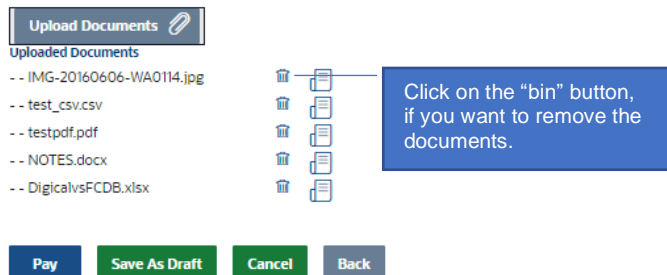 Upload Documents
Uploaded Documents
- - IMG-20160606-WA0114.jpg
- - test_csv.csv
- - testpdf.pdf
- - NOTES.docx
- - DigicalvsFCDB.xlsx
Click on the “bin” button,
if you want to remove the
documents.
Pay Save As Draft Cancel Back